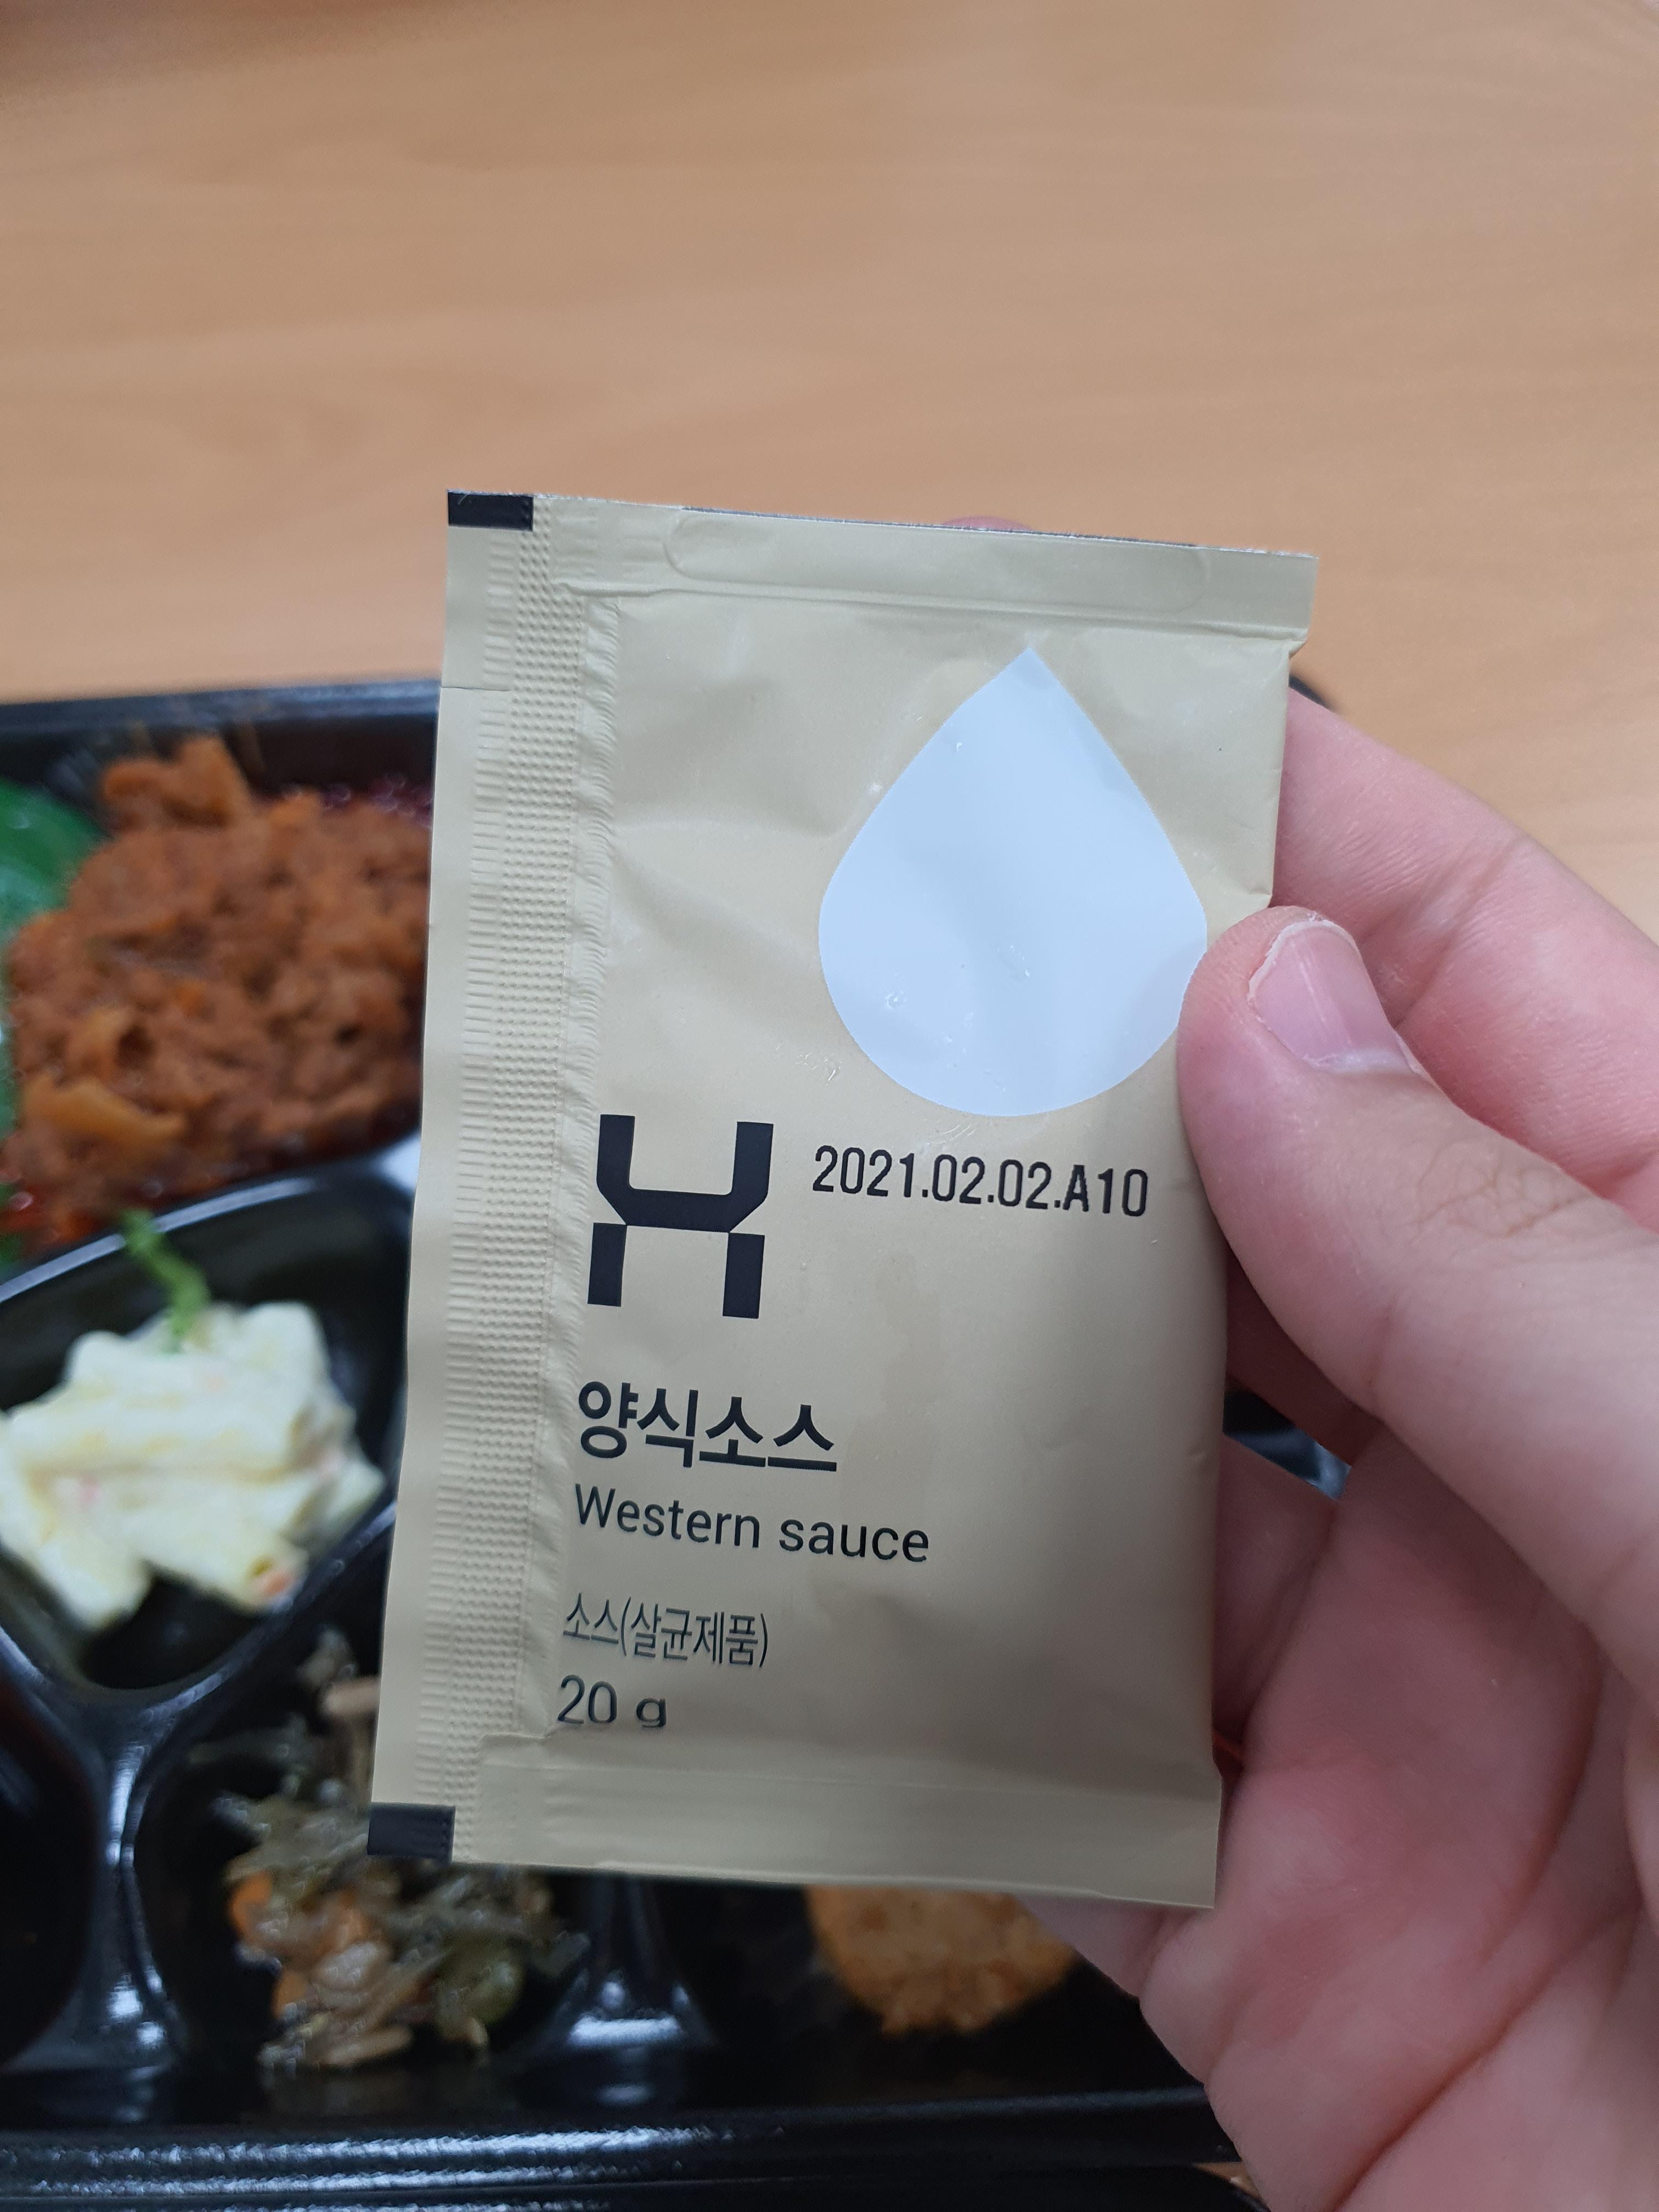 2021.02.02.A10
양식소스
Western sauce
소스(살균제품)
20 g